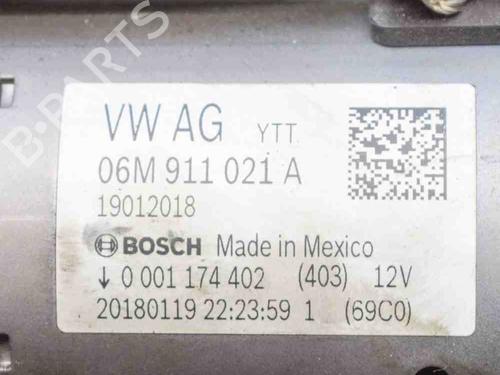 B-PARTS
VW AG YTT
06M 911 021 A
19012018
BOSCH Made in Mexico
↓ 0 001 174 402 (403) 12V
20180119 22:23:59 1 (69C0)